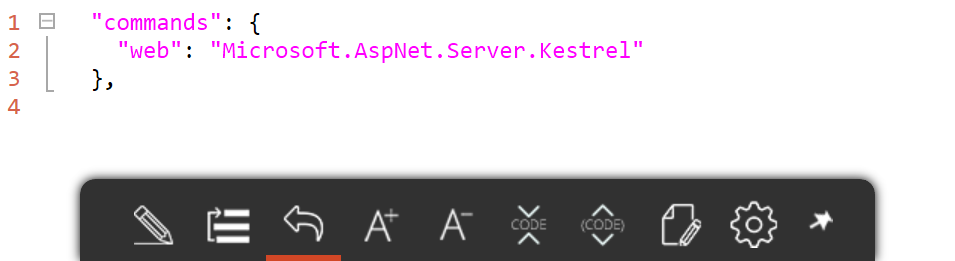 1 "commands": {
2 "web": "Microsoft.AspNet.Server.Kestrel"
3 },
4
A+ A- CODE (CODE)